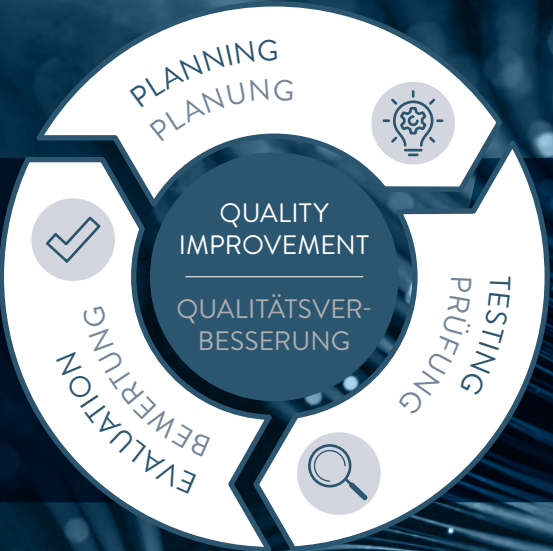 PLANNING
PLANUNG
QUALITY
IMPROVEMENT
QUALITÄTSVER-
BESSERUNG
TESTING
PRÜFUNG
EVALUATION
BEWERTUNG